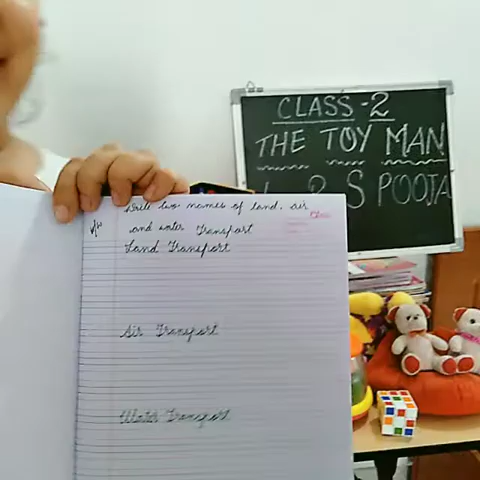 CLASS-2
THE TOY MAN
S POOJA
Write two names of land, air
and water Transport
H/W
Land Transport
Air Transport
Water Transport